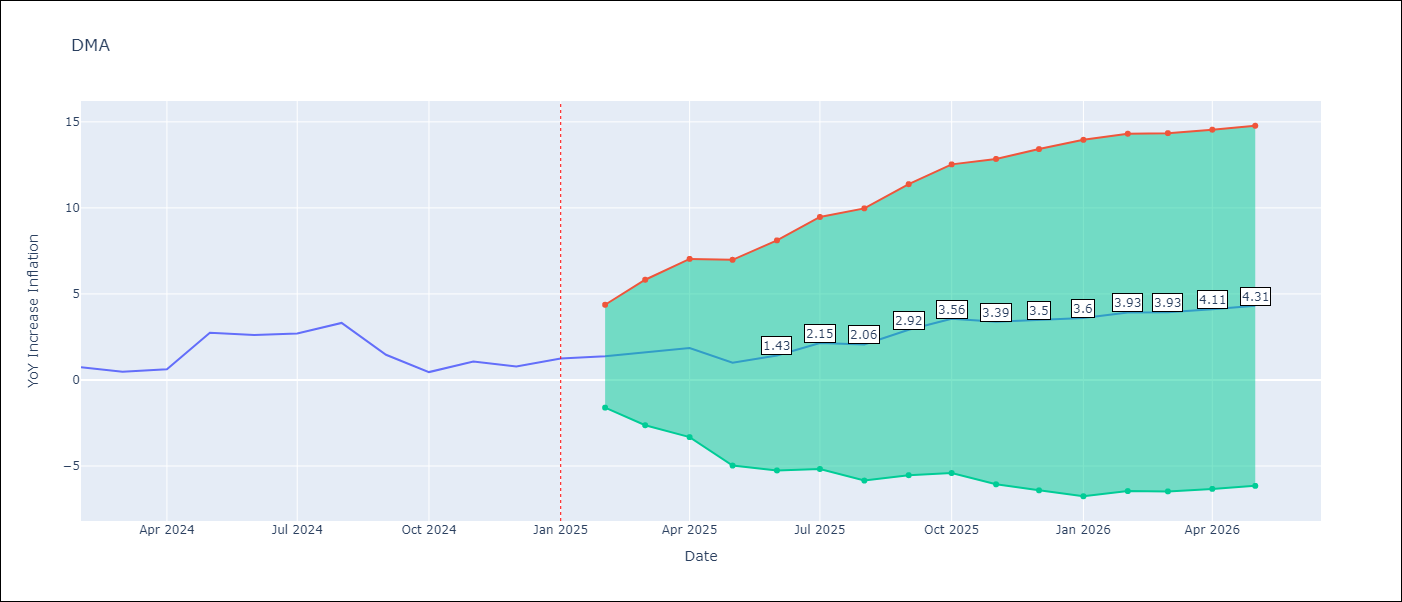 DMA
YoY Increase Inflation
15
10
5
0
−5
1.43
2.15
2.06
2.92
3.56
3.39
3.5
3.6
3.93
3.93
4.11
4.31
Apr 2024
Jul 2024
Oct 2024
Jan 2025
Apr 2025
Jul 2025
Oct 2025
Jan 2026
Apr 2026
Date